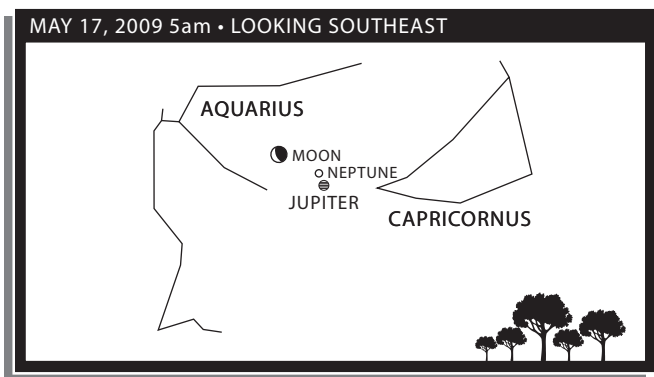 MAY 17, 2009 5am • LOOKING SOUTHEAST
AQUARIUS
MOON
NEPTUNE
JUPITER
CAPRICORNUS